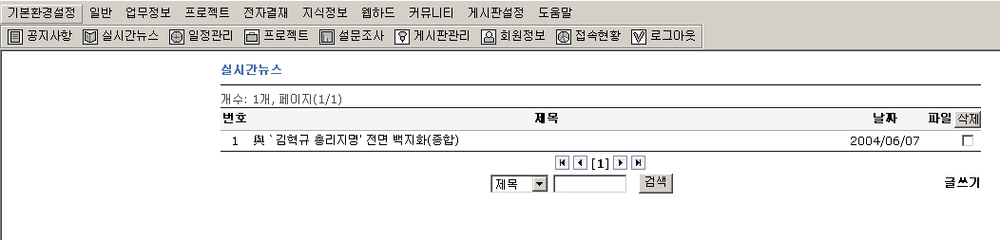 기본환경설정 일반 업무정보 프로젝트 전자결재 지식정보 웹하드 커뮤니티 게시판설정 도움말
공지사항 실시간뉴스 일정관리 프로젝트 설문조사 게시판관리 회원정보 접속현황 로그아웃
실시간뉴스
개수: 1개, 페이지(1/1)
번호 제목 날짜 파일 삭제
1 與 `김혁규 총리지명' 전면 백지화(종합) 2004/06/07
[1]
제목 검색 글쓰기